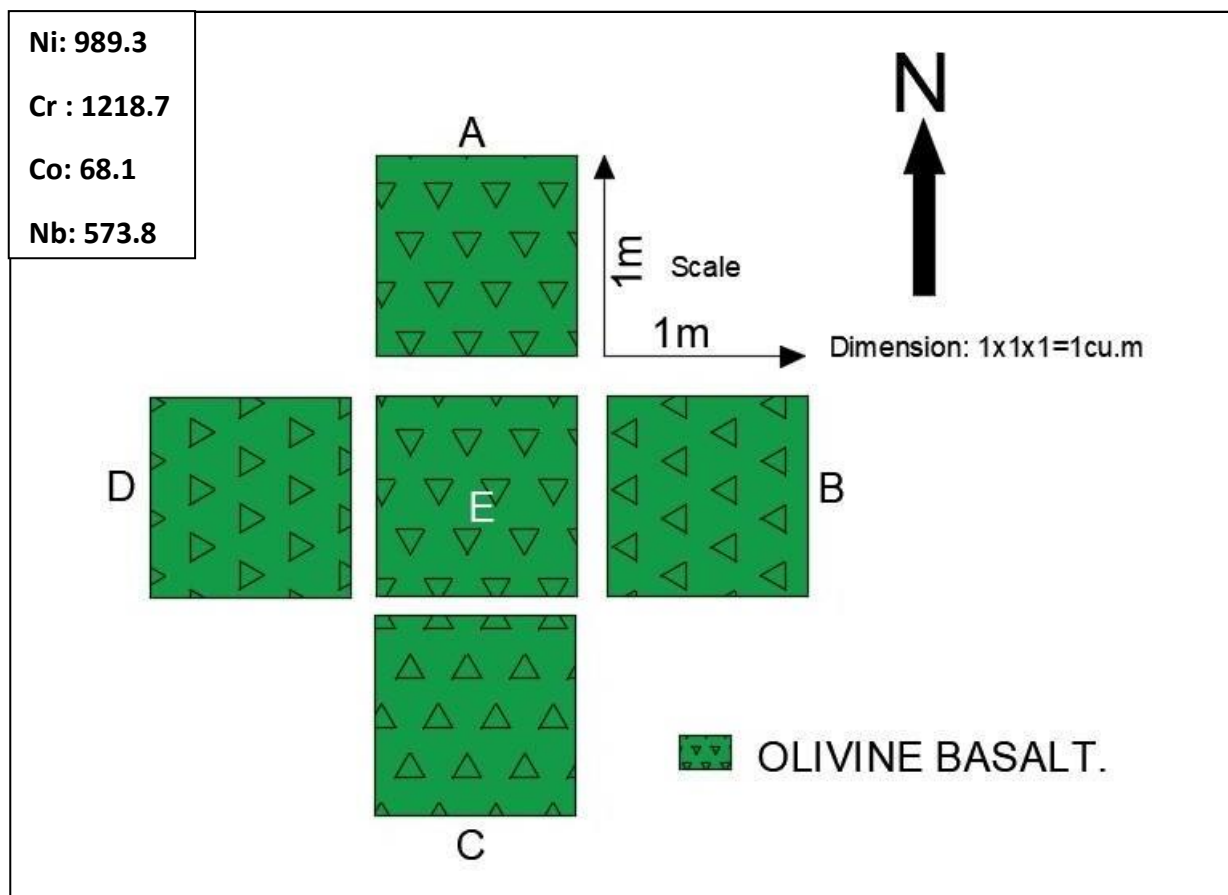 Ni: 989.3
Cr : 1218.7
Co: 68.1
Nb: 573.8
A
N
1m
Scale
1m
Dimension: 1x1x1=1cu.m
D
E
B
C
OLIVINE BASALT.